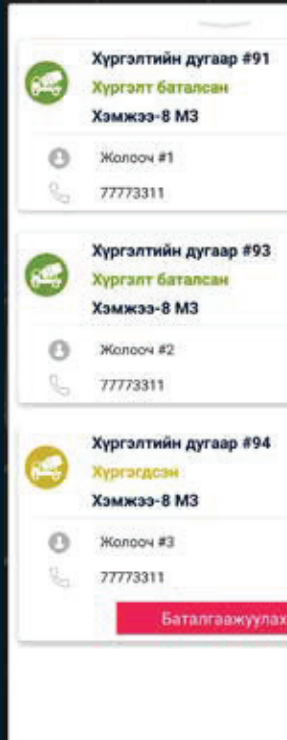 Хүргэлтийн дугаар #91
Хүргэлт баталсан
Хэмжээ-8 М3
Жолооч #1
77773311
Хүргэлтийн дугаар #93
Хүргэлт баталсан
Хэмжээ-8 М3
Жолооч #2
77773311
Хүргэлтийн дугаар #94
Хүргэгдсэн
Хэмжээ-8 М3
Жолооч #3
77773311
Баталгаажуулах